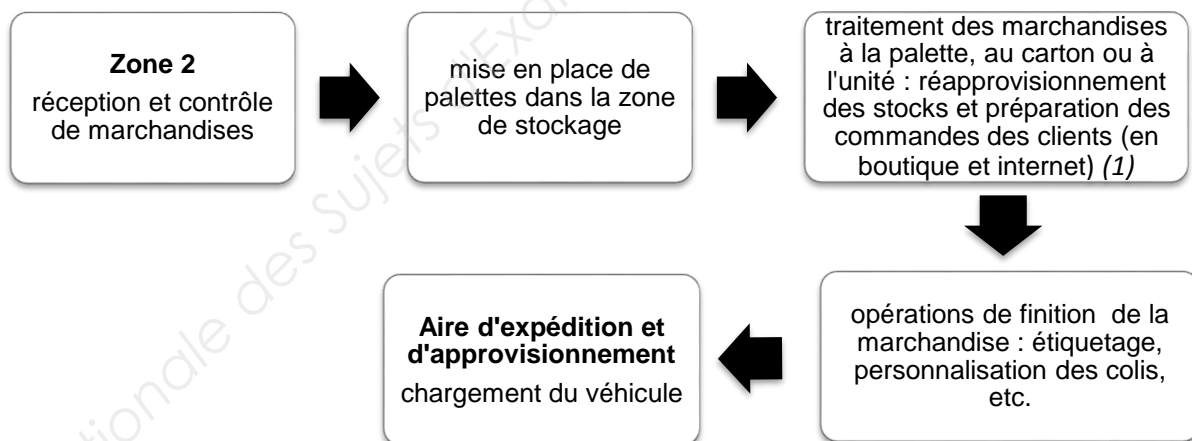 Zone 2
réception et contrôle
de marchandises
mise en place de
palettes dans la zone
de stockage
traitement des marchandises
à la palette, au carton ou à
l'unité : réapprovisionnement
des stocks et préparation des
commandes des clients (en
boutique et internet) (1)
opérations de finition de la
marchandise : étiquetage,
personnalisation des colis,
etc.
Aire d'expédition et
d'approvisionnement
chargement du véhicule
des Sujets